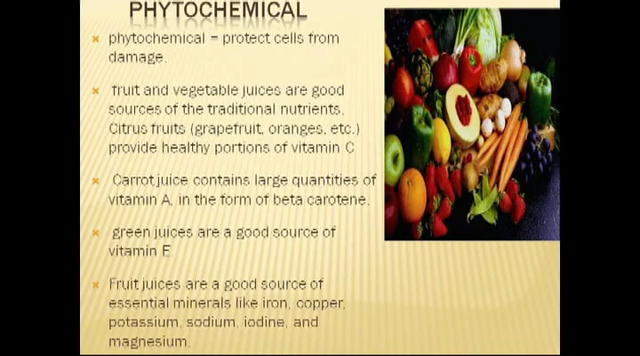 PHYTOCHEMICAL
phytochemical = protect cells from
damage.
fruit and vegetable juices are good
sources of the traditional nutrients.
Citrus fruits (grapefruit, oranges, etc.)
provide healthy portions of vitamin C
Carrot juice contains large quantities of
vitamin A, in the form of beta carotene.
green juices are a good source of
vitamin E
Fruit juices are a good source of
essential minerals like iron, copper,
potassium, sodium, iodine, and
magnesium.